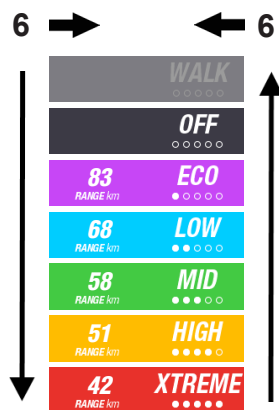 6 6
WALK
OFF
83 ECO
RANGE km
68 LOW
RANGE km
58 MID
RANGE km
51 HIGH
RANGE km
42 XTREME
RANGE km